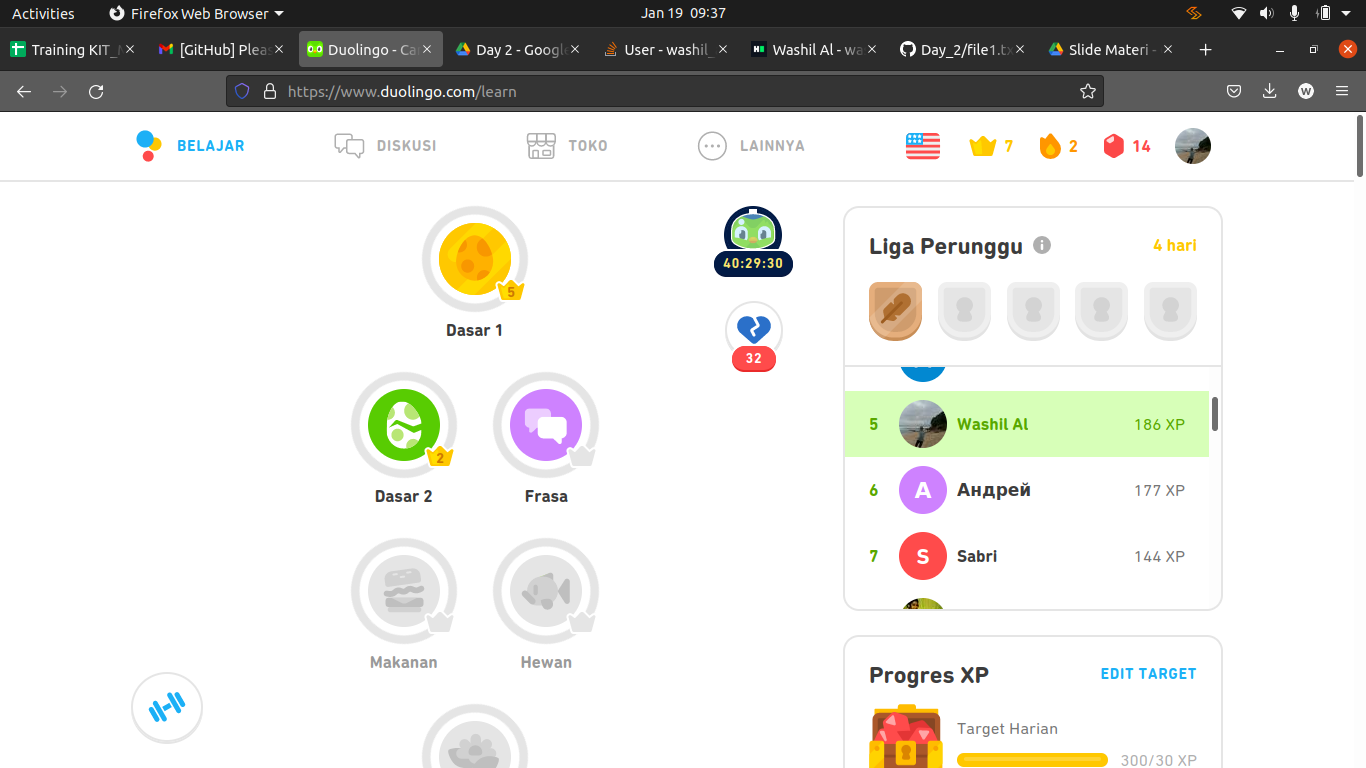 Activities
Firefox Web Browser
Jan 19 09:37
Training KIT_
[GitHub] Pleas
Duolingo - Ca
Day 2 - Google
User - washil_
Washil Al - wa
Day_2/file1.tx
Slide Materi -
https://www.duolingo.com/learn
W
BELAJAR
DISKUSI
TOKO
LAINNYA
7
2
14
5
Dasar 1
40:29:30
32
2
Dasar 2
Frasa
Makanan
Hewan
Liga Perunggu
4 hari
5
Washil Al
186 XP
6
A
Андрей
177 XP
7
S
Sabri
144 XP
Progres XP
EDIT TARGET
Target Harian
300/30 XP